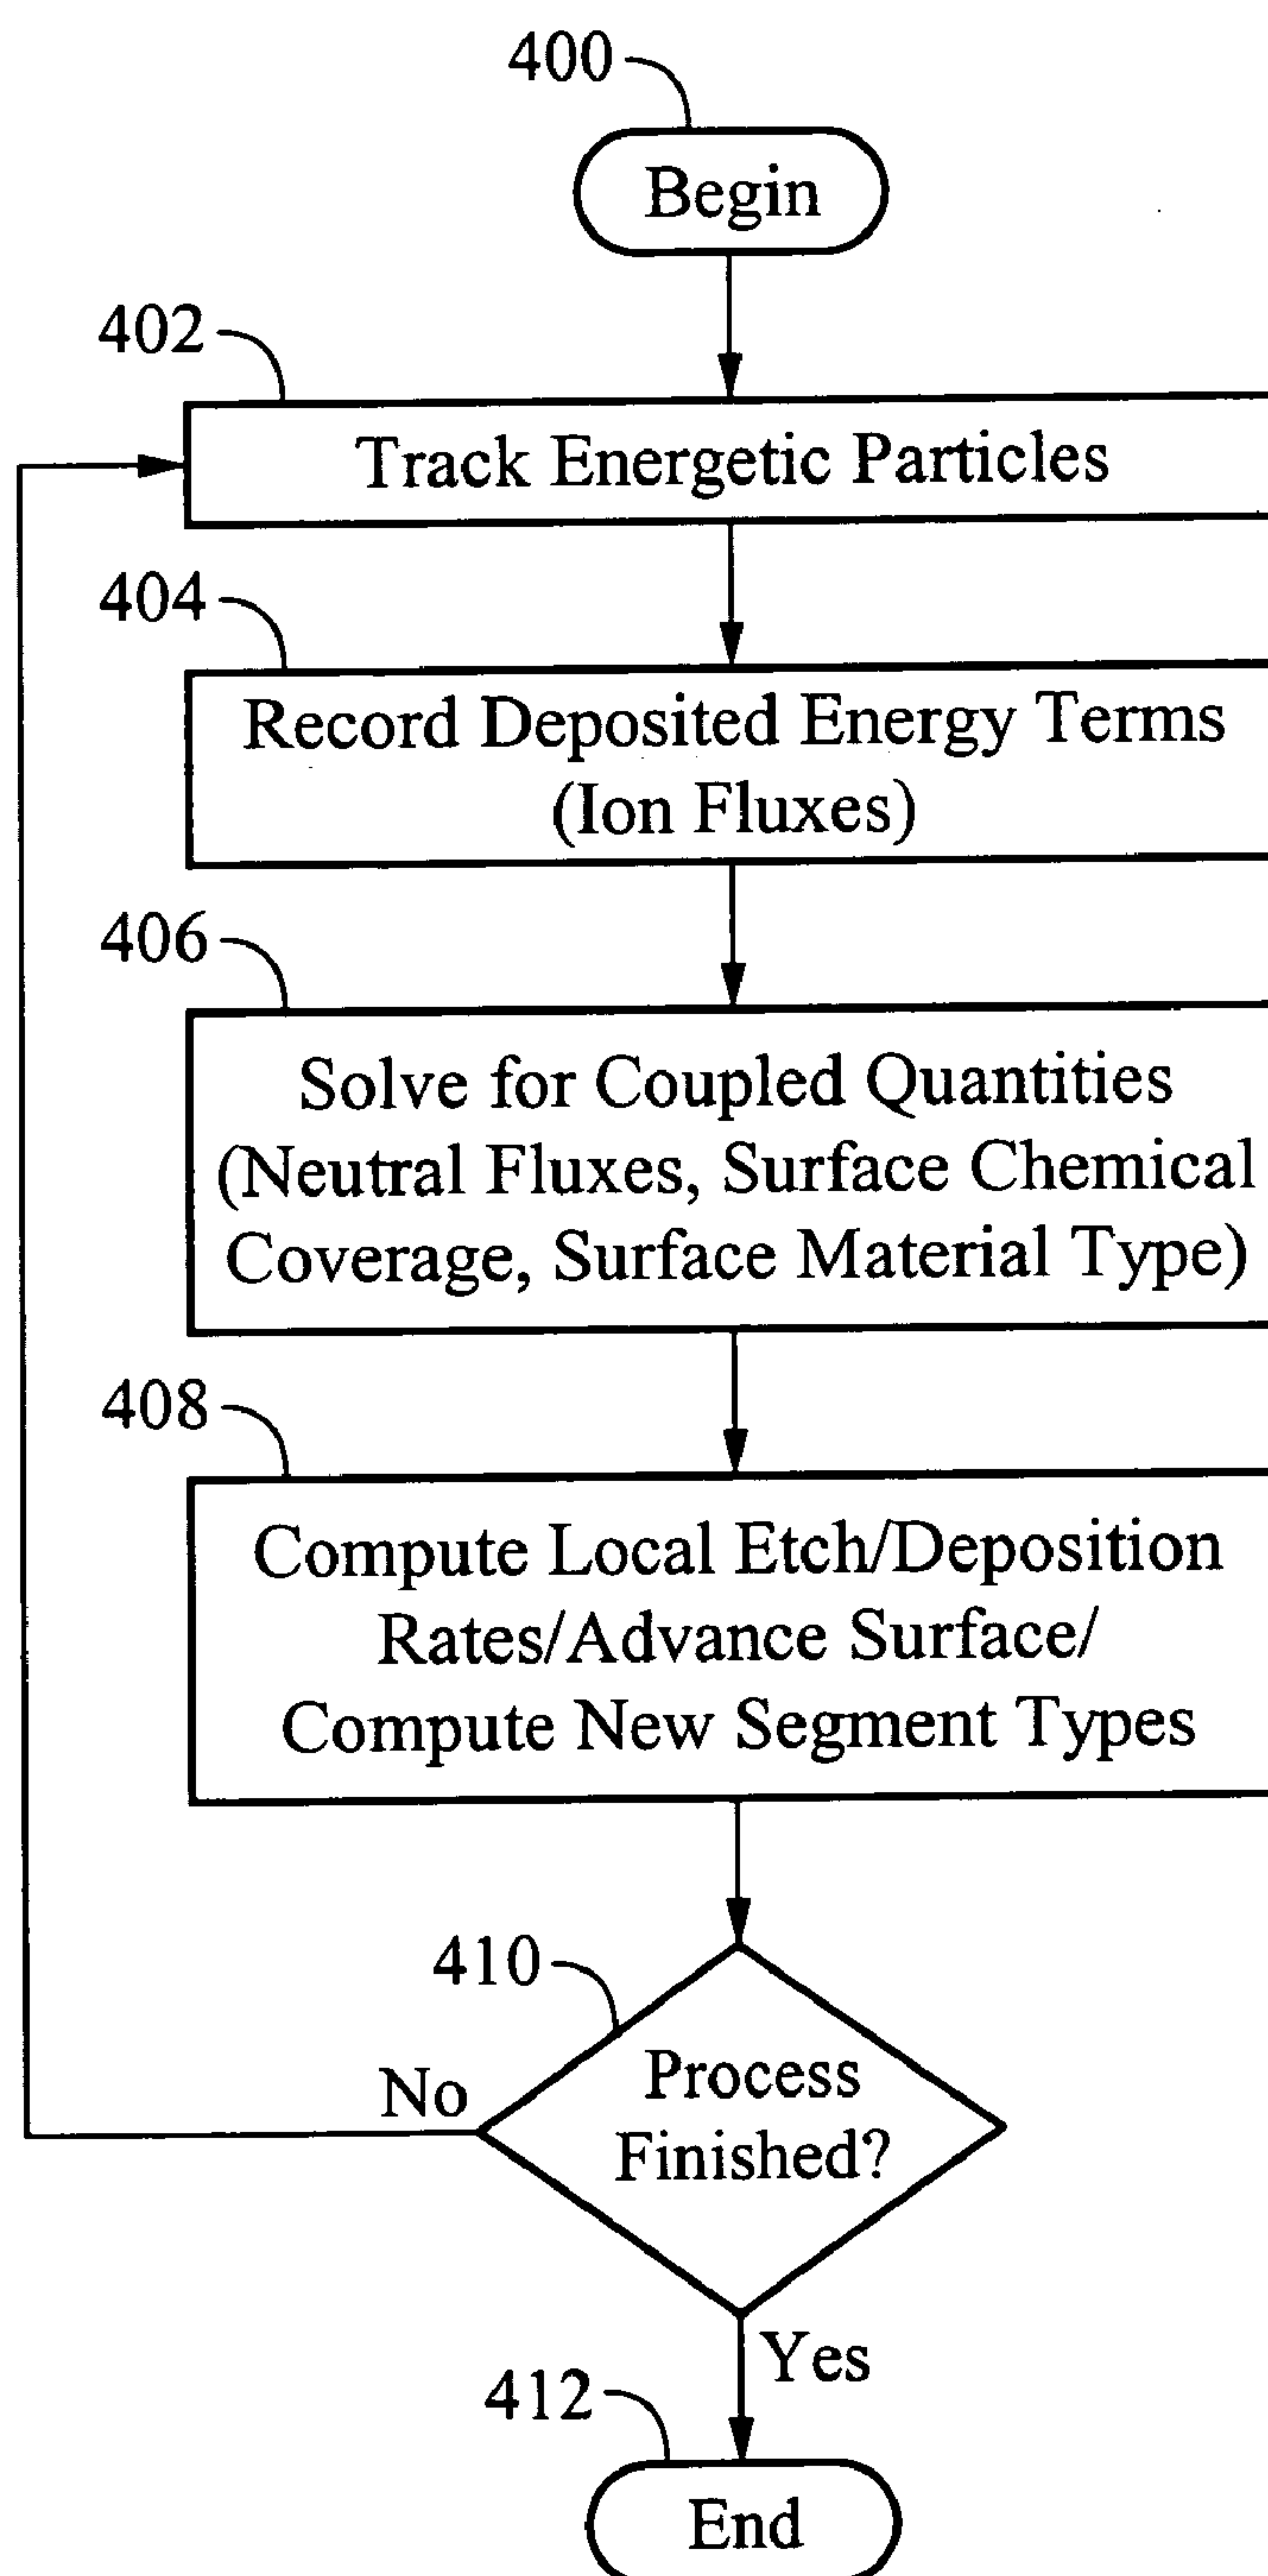 400
Begin
402
Track Energetic Particles
404
Record Deposited Energy Terms
(Ion Fluxes)
406
Solve for Coupled Quantities
(Neutral Fluxes, Surface Chemical
Coverage, Surface Material Type)
408
Compute Local Etch/Deposition
Rates/Advance Surface/
Compute New Segment Types
410
Process
Finished?
No
Yes
412
End